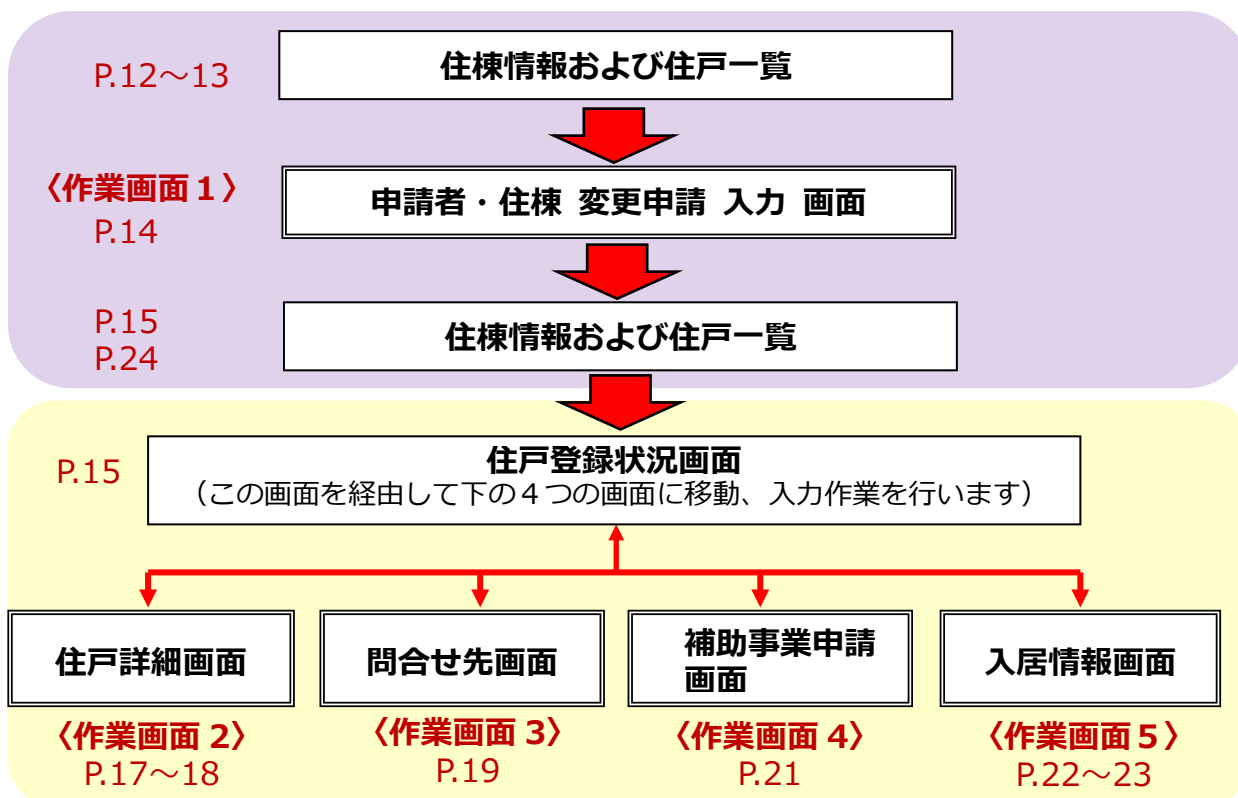 P.12～13
住棟情報および住戸一覧
〈作業画面１〉
P.14
申請者・住棟 変更申請 入力 画面
P.15
P.24
住棟情報および住戸一覧
P.15
住戸登録状況画面
（この画面を経由して下の４つの画面に移動、入力作業を行います）
住戸詳細画面
〈作業画面 2〉
P.17～18
問合せ先画面
〈作業画面 3〉
P.19
補助事業申請
画面
〈作業画面 4〉
P.21
入居情報画面
〈作業画面５〉
P.22～23